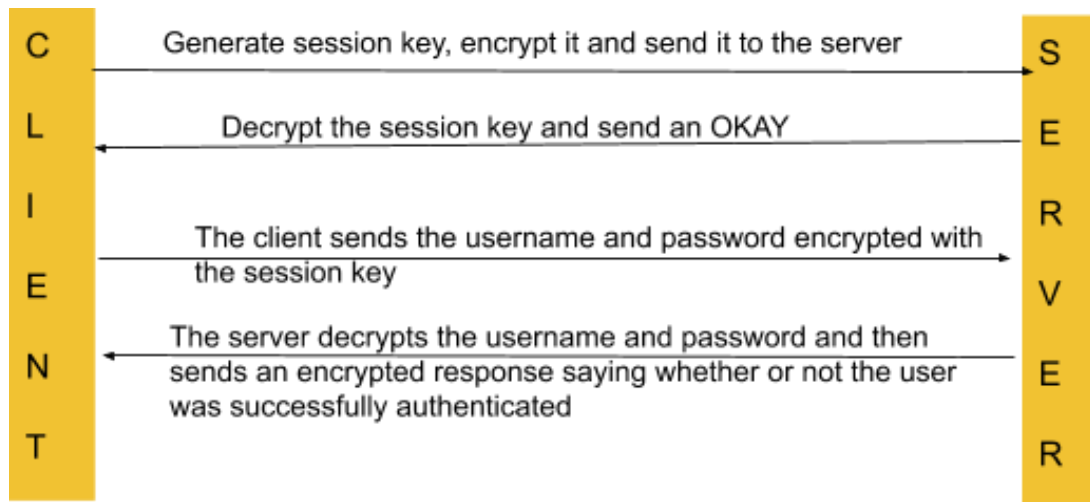 CLIENT
Generate session key, encrypt it and send it to the server
Decrypt the session key and send an OKAY
The client sends the username and password encrypted with
the session key
The server decrypts the username and password and then
sends an encrypted response saying whether or not the user
was successfully authenticated
SERVER